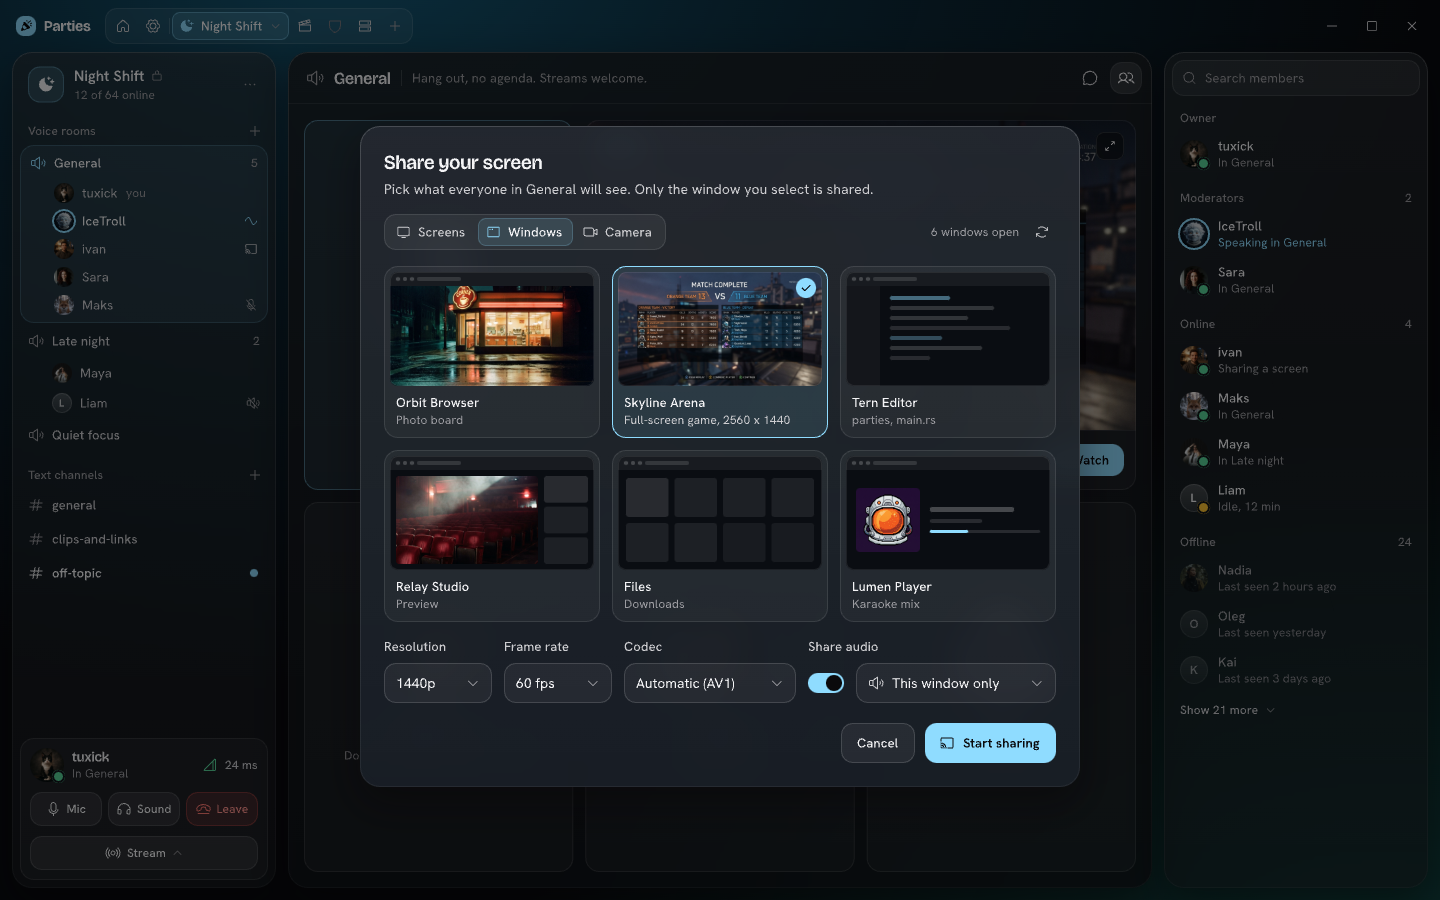 Parties
Night Shift
Night Shift
12 of 64 online
Voice rooms
General
5
tuxick you
IceTroll
ivan
Sara
Maks
Late night
2
Maya
L
Liam
Quiet focus
Text channels
# general
# clips-and-links
# off-topic
tuxick
In General
24 ms
Mic
Sound
Leave
Stream
General
Hang out, no agenda. Streams welcome.
Share your screen
Pick what everyone in General will see. Only the window you select is shared.
Screens
Windows
Camera
6 windows open
Orbit Browser
Photo board
MATCH COMPLETE
VS
Skyline Arena
Full-screen game, 2560 x 1440
Tern Editor
parties, main.rs
Relay Studio
Preview
Files
Downloads
Lumen Player
Karaoke mix
Resolution
1440p
Frame rate
60 fps
Codec
Automatic (AV1)
Share audio
This window only
Cancel
Start sharing
Do
:37
Watch
Search members
Owner
tuxick
In General
Moderators
2
IceTroll
Speaking in General
Sara
In General
Online
4
ivan
Sharing a screen
Maks
In General
Maya
In Late night
L
Liam
Idle, 12 min
Offline
24
Nadia
Last seen 2 hours ago
O
Oleg
Last seen yesterday
K
Kai
Last seen 3 days ago
Show 21 more